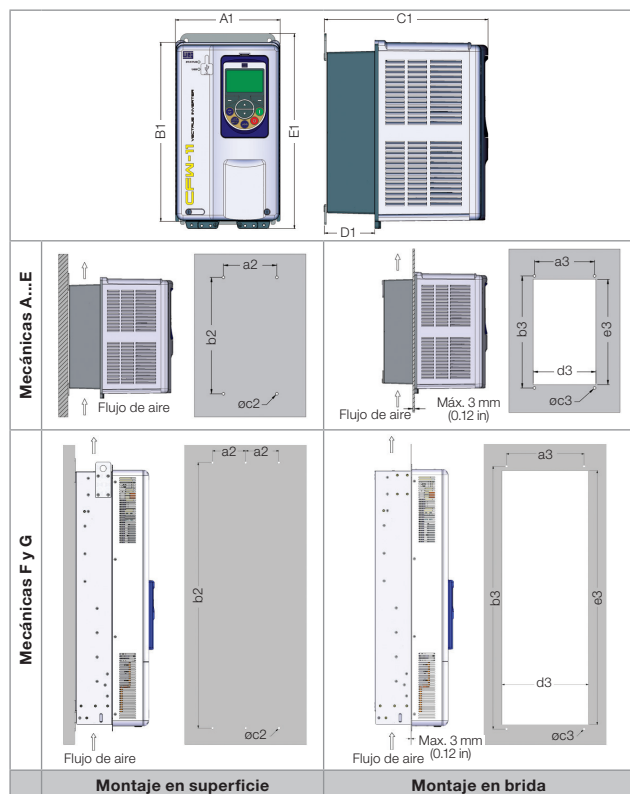 A1
B1
E1
C1
D1
WEG
CFW-11
VECTRUE INVERTER
Mecánicas A...E
Flujo de aire
a2
b2
øc2
Flujo de aire
Máx. 3 mm
(0.12 in)
a3
b3
e3
d3
øc3
Mecánicas F y G
Flujo de aire
a2 a2
b2
øc2
Flujo de aire
Max. 3 mm
(0.12 in)
a3
b3
e3
d3
øc3
Montaje en superficie
Montaje en brida